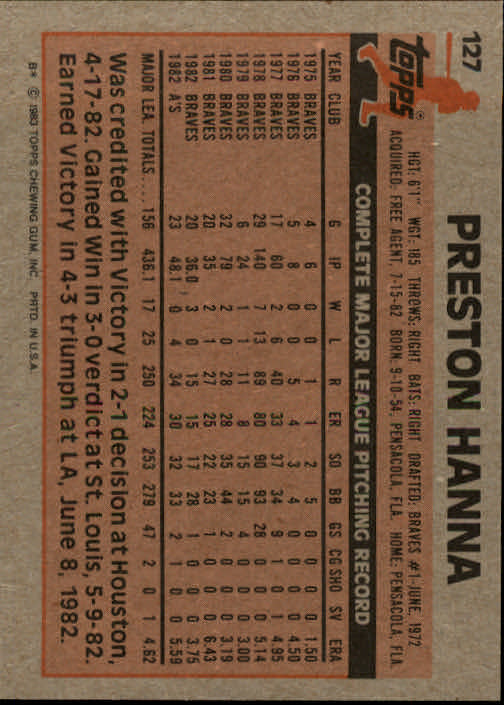 127
PRESTON HANNA
TOPPS®
HGT: 6'1" WGT: 185 THROWS: RIGHT BATS: RIGHT DRAFTED: BRAVES #1-JUNE, 1972
ACQUIRED: FREE AGENT, 7-15-82 BORN: 9-10-54, PENSACOLA, FLA. HOME: PENSACOLA, FLA.
COMPLETE MAJOR LEAGUE PITCHING RECORD
YEAR CLUB G IP W L R ER SO BB GS CG SHO SV ERA
1975 BRAVES 4 6 0 0 1 1 2 5 0 0 0 0 1.50
1976 BRAVES 5 8 0 0 5 4 3 4 0 0 0 0 4.50
1977 BRAVES 17 60 2 6 40 33 37 34 9 1 0 1 4.95
1978 BRAVES 29 140 7 13 89 80 90 93 28 0 0 0 5.14
1979 BRAVES 6 24 1 1 11 8 15 15 4 0 0 0 3.00
1980 BRAVES 32 79 2 0 28 28 35 44 2 0 0 0 3.19
1981 BRAVES 20 35 2 1 27 25 22 23 1 0 0 0 6.43
1982 BRAVES 20 36.0 3 0 15 15 17 28 1 0 0 0 3.75
1982 A'S 23 48.1 0 4 34 30 32 33 2 1 0 0 5.59
MAJOR LEA. TOTALS.... 156 436.1 17 25 250 224 253 279 47 2 0 1 4.62
Was credited with Victory in 2-1 decision at Houston,
4-17-82. Gained Win in 3-0 verdict at St. Louis, 5-9-82.
Earned Victory in 4-3 triumph at LA, June 8, 1982.
B* © 1983 TOPPS CHEWING GUM, INC. PRTD. IN U.S.A.